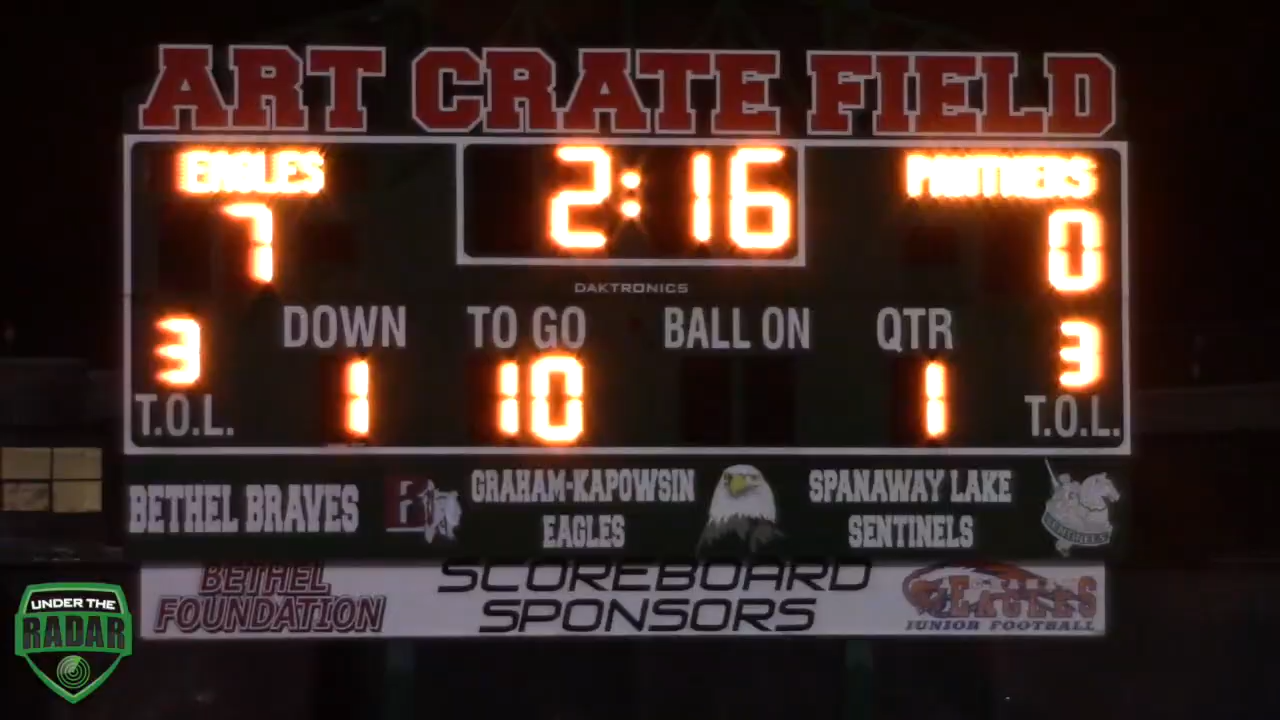 ART CRATE FIELD
EAGLES 2:16 PANTHERS
7 0
DAKTRONICS
DOWN TO GO BALL ON QTR
3 1 10 1 3
T.O.L. T.O.L.
BETHEL BRAVES B GRAHAM-KAPOWSIN EAGLES SPANAWAY LAKE SENTINELS SENTINELS
BETHEL FOUNDATION
SCOREBOARD SPONSORS
EAGLES
JUNIOR FOOTBALL
UNDER THE
RADAR